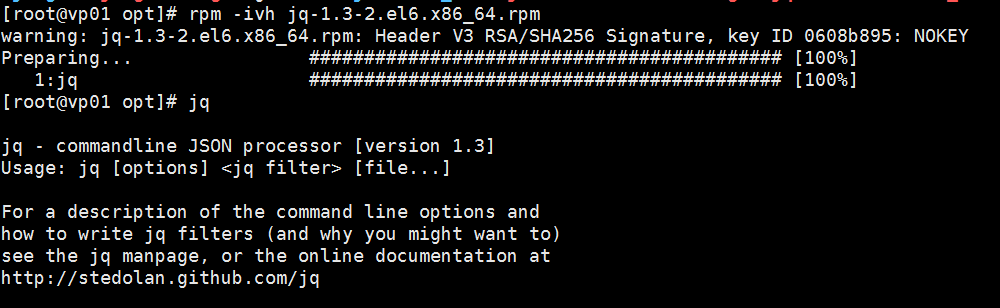 [root@vp01 opt]# rpm -ivh jq-1.3-2.el6.x86_64.rpm
warning: jq-1.3-2.el6.x86_64.rpm: Header V3 RSA/SHA256 Signature, key ID 0608b895: NOKEY
Preparing... ########################################### [100%]
1:jq ########################################### [100%]
[root@vp01 opt]# jq
jq - commandline JSON processor [version 1.3]
Usage: jq [options] <jq filter> [file...]
For a description of the command line options and
how to write jq filters (and why you might want to)
see the jq manpage, or the online documentation at
http://stedolan.github.com/jq